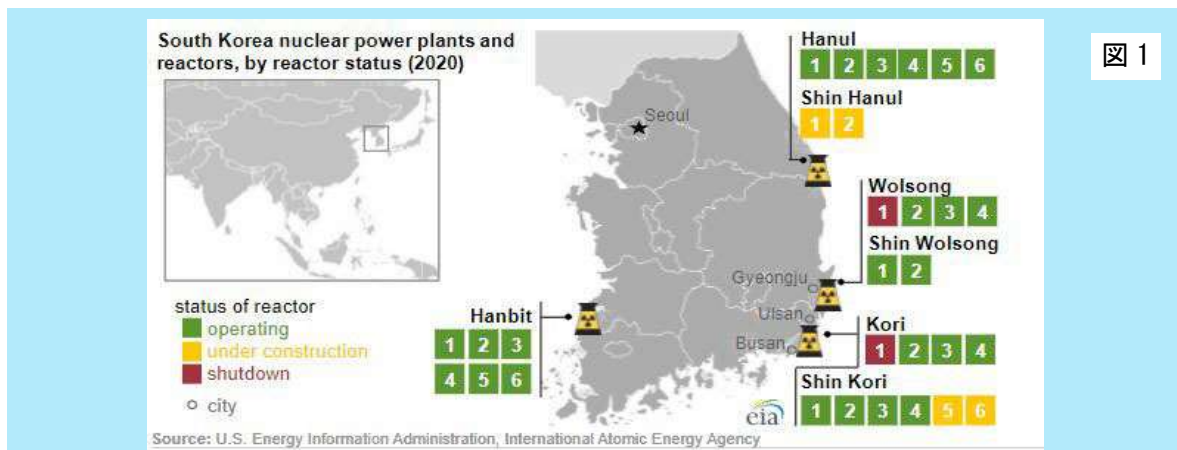 South Korea nuclear power plants and
reactors, by reactor status (2020)
図 1
Hanul
1 2 3 4 5 6
Shin Hanul
1 2
Seoul
Wolsong
1 2 3 4
Shin Wolsong
1 2
Gyeongju
Ulsan
Busan
Kori
1 2 3 4
Shin Kori
1 2 3 4 5 6
Hanbit
1 2 3
4 5 6
status of reactor
operating
under construction
shutdown
city
eia
Source: U.S. Energy Information Administration, International Atomic Energy Agency